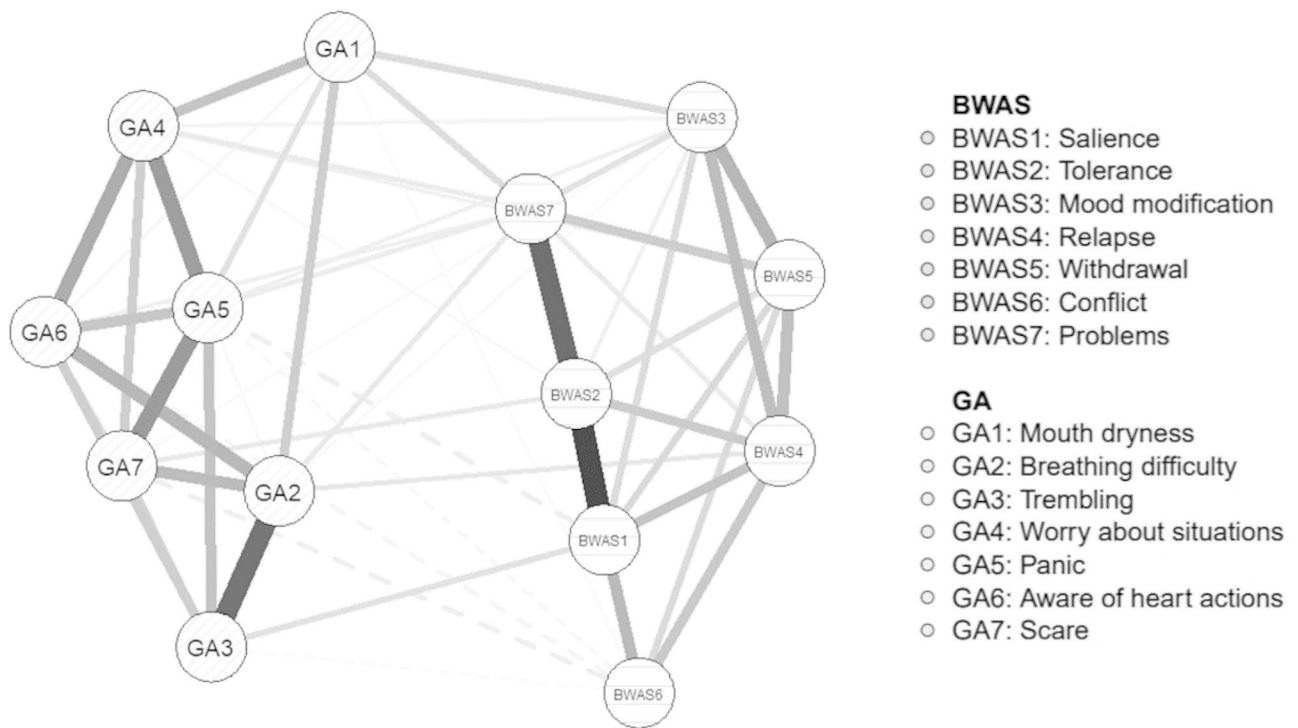 GA1
GA4
BWAS3
BWAS7
BWAS5
GA5
GA6
BWAS2
BWAS4
GA7
GA2
BWAS1
GA3
BWAS6
BWAS
BWAS1: Salience
BWAS2: Tolerance
BWAS3: Mood modification
BWAS4: Relapse
BWAS5: Withdrawal
BWAS6: Conflict
BWAS7: Problems
GA
GA1: Mouth dryness
GA2: Breathing difficulty
GA3: Trembling
GA4: Worry about situations
GA5: Panic
GA6: Aware of heart actions
GA7: Scare